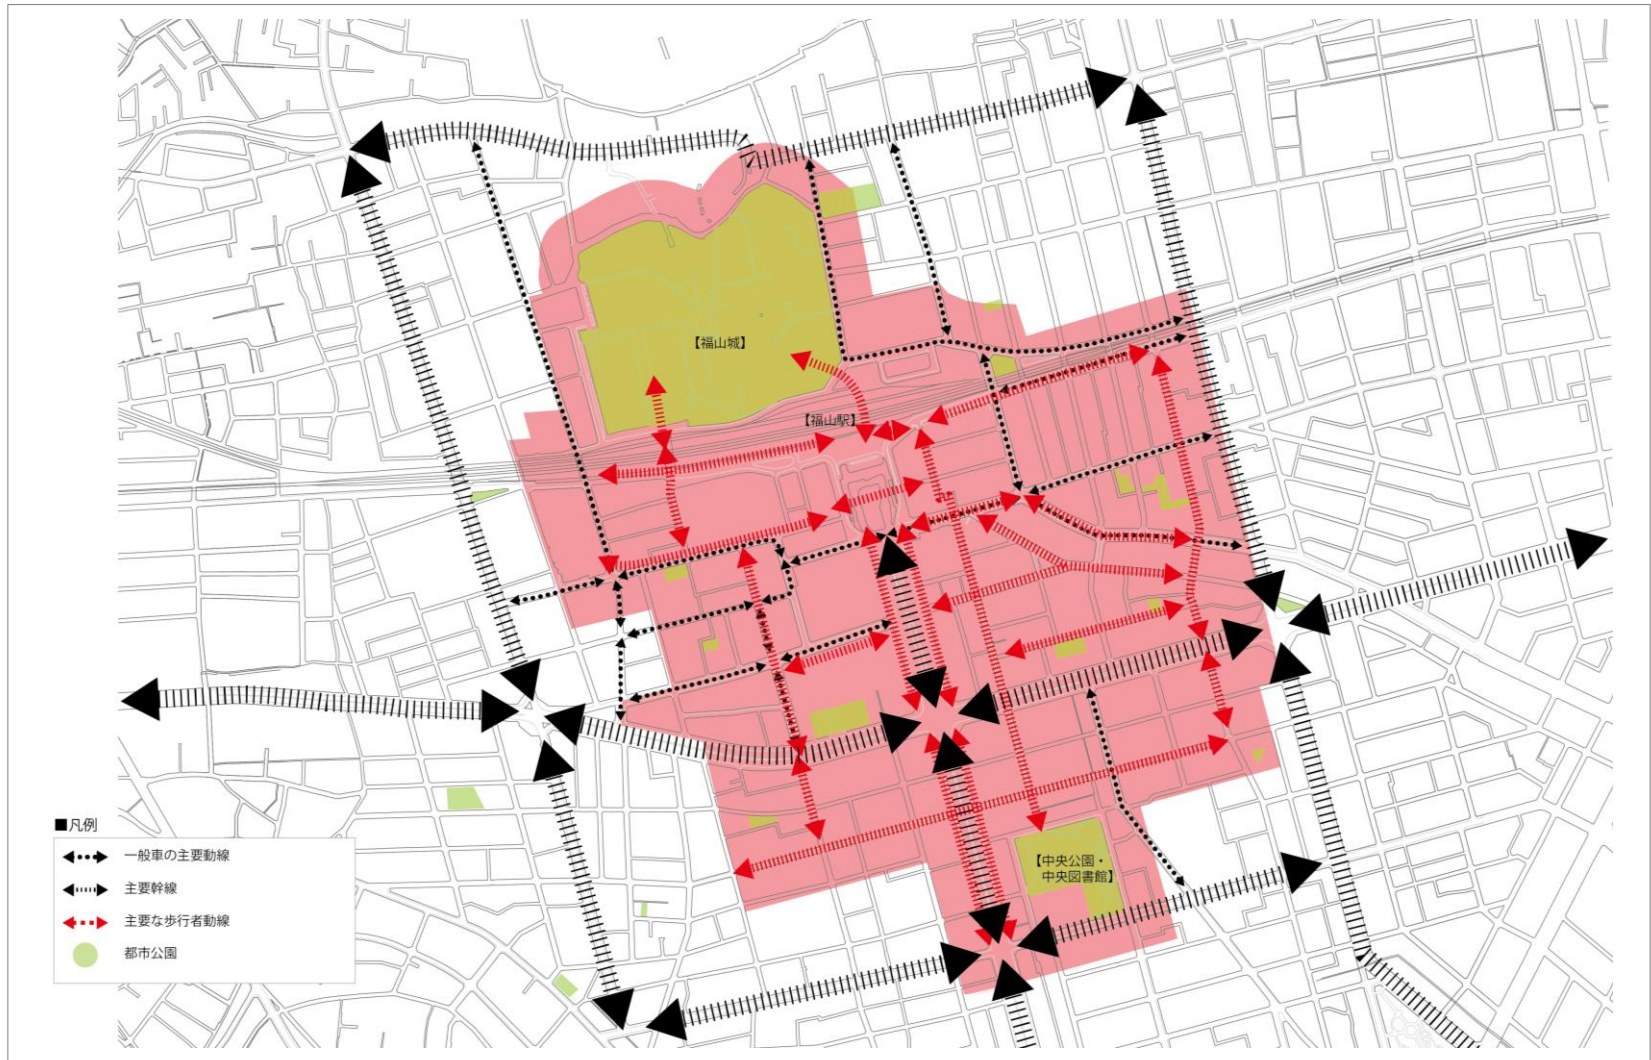 【福山城】
【福山駅】
【中央公園・
中央図書館】
■凡例
一般車の主要動線
主要幹線
主要な歩行者動線
都市公園